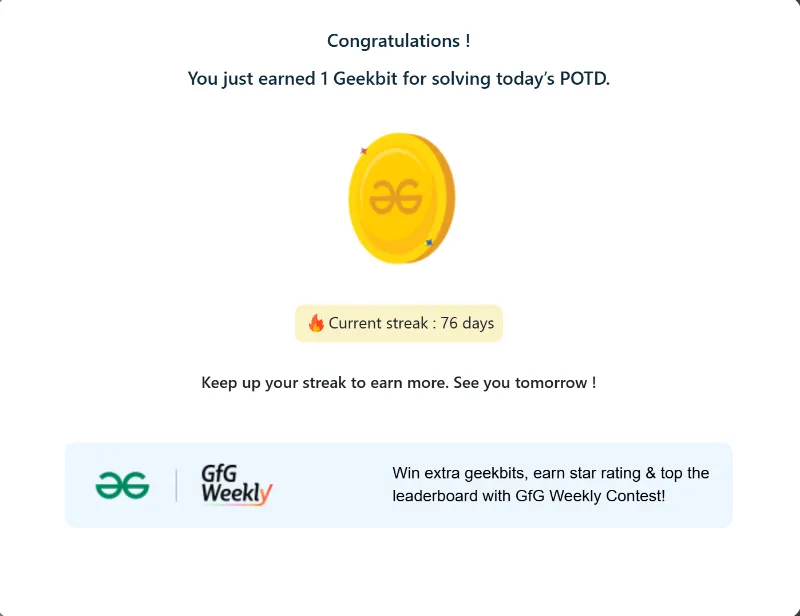 Congratulations !
You just earned 1 Geekbit for solving today’s POTD.
Current streak : 76 days
Keep up your streak to earn more. See you tomorrow !
GfG
Weekly
Win extra geekbits, earn star rating & top the
leaderboard with GfG Weekly Contest!